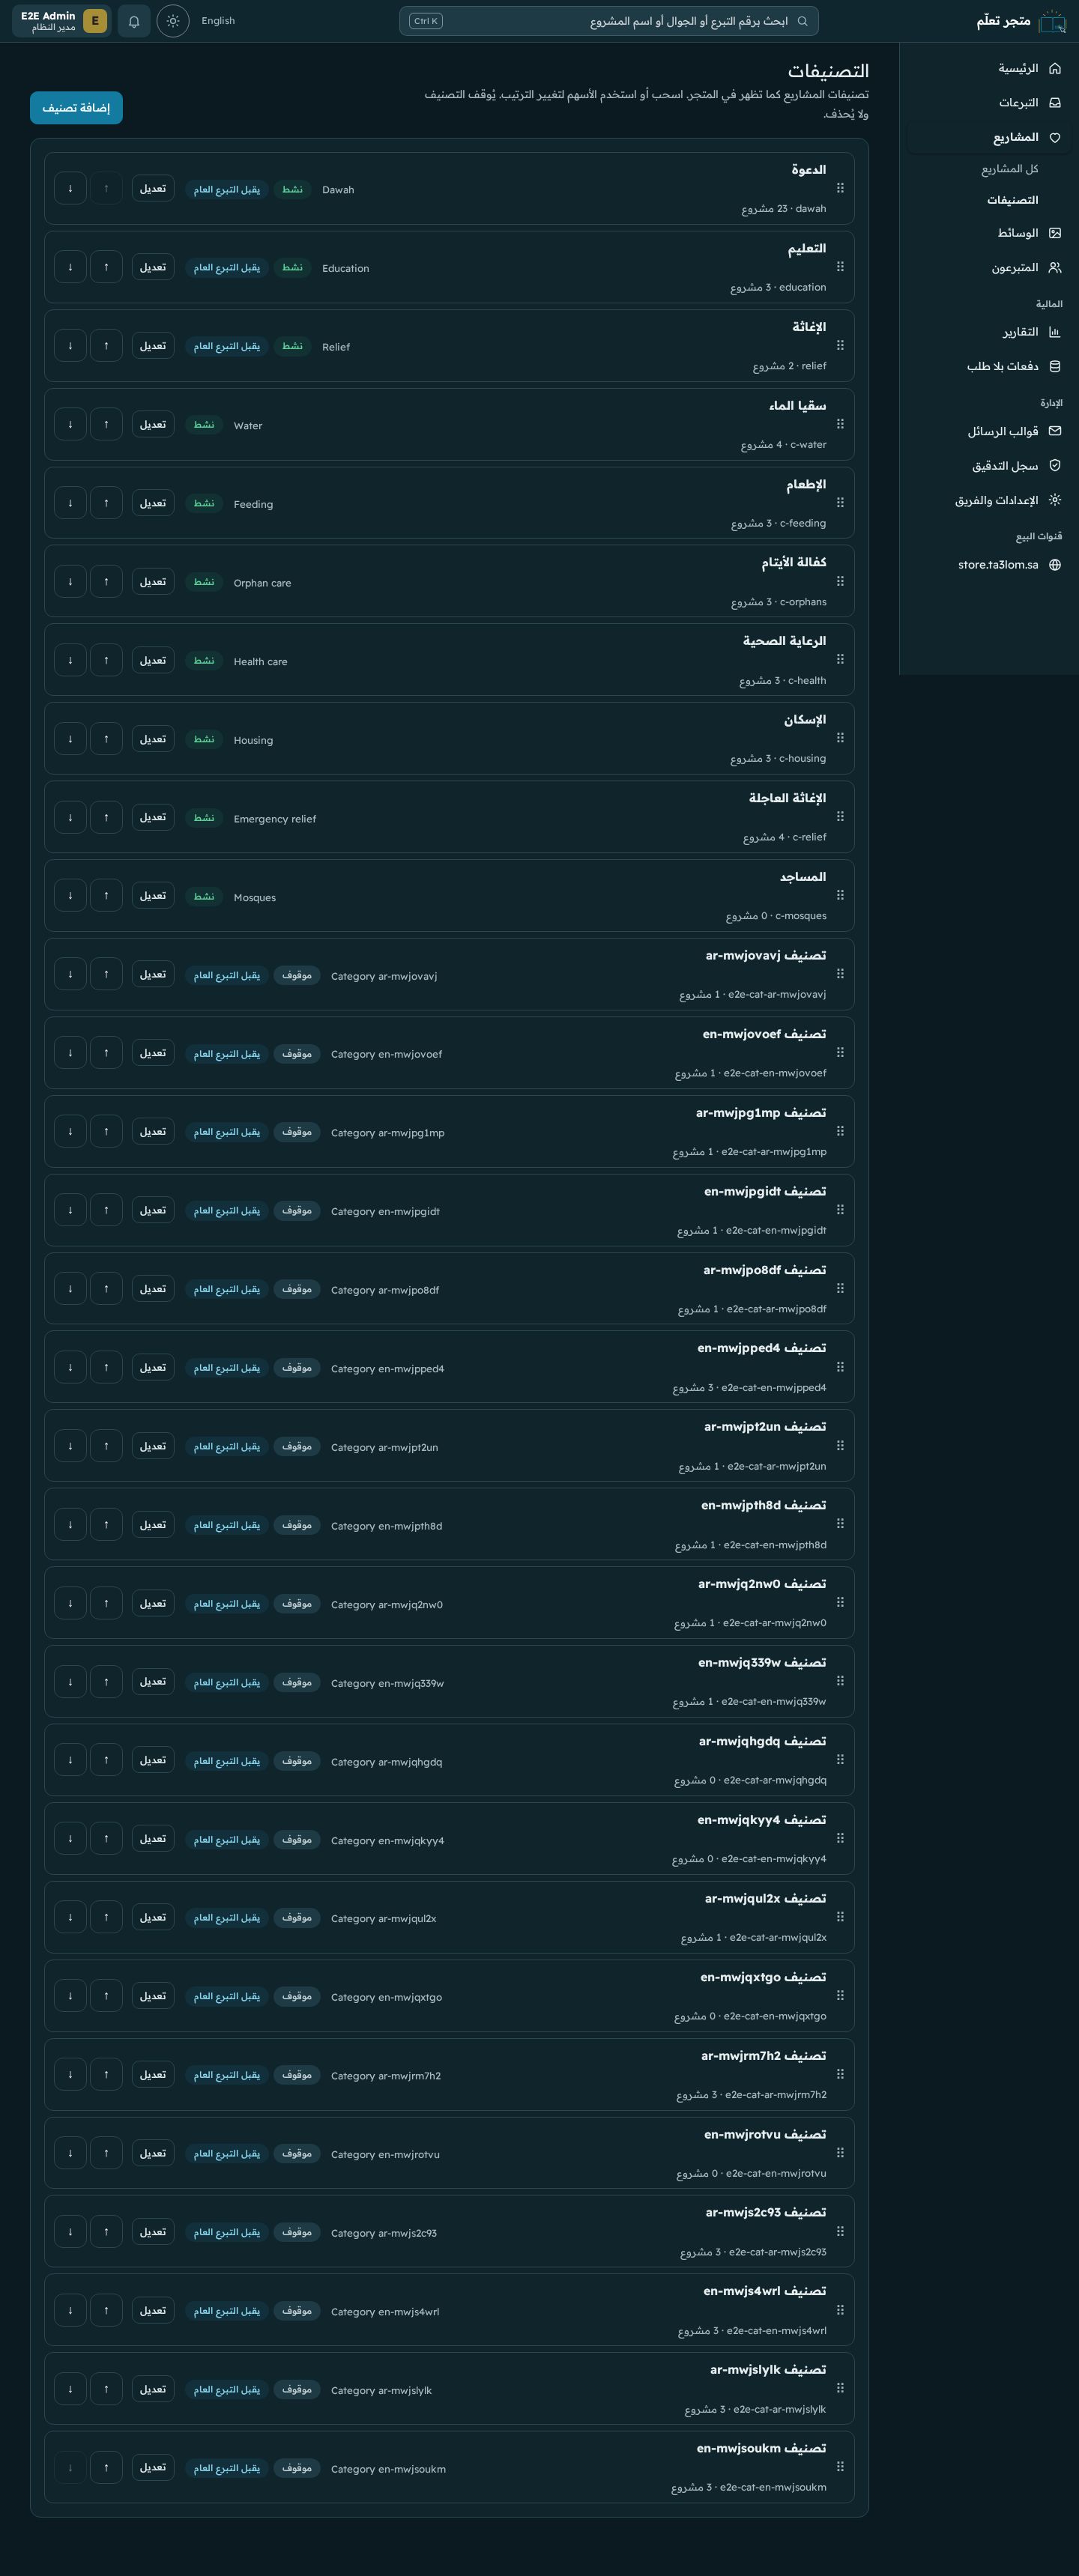 متجر تعلّم
ابحث برقم التبرع أو الجوال أو اسم المشروع
Ctrl K
English
E
E2E Admin
مدير النظام
الرئيسية
التبرعات
المشاريع
كل المشاريع
التصنيفات
الوسائط
المتبرعون
المالية
التقارير
دفعات بلا طلب
الإدارة
قوالب الرسائل
سجل التدقيق
الإعدادات والفريق
قنوات البيع
store.ta3lom.sa
التصنيفات
تصنيفات المشاريع كما تظهر في المتجر. اسحب أو استخدم الأسهم لتغيير الترتيب. يُوقف التصنيف
ولا يُحذف.
إضافة تصنيف
الدعوة
dawah · 23 مشروع
Dawah نشط يقبل التبرع العام تعديل ↑ ↓
التعليم
education · 3 مشروع
Education نشط يقبل التبرع العام تعديل ↑ ↓
الإغاثة
relief · 2 مشروع
Relief نشط يقبل التبرع العام تعديل ↑ ↓
سقيا الماء
c-water · 4 مشروع
Water نشط تعديل ↑ ↓
الإطعام
c-feeding · 3 مشروع
Feeding نشط تعديل ↑ ↓
كفالة الأيتام
c-orphans · 3 مشروع
Orphan care نشط تعديل ↑ ↓
الرعاية الصحية
c-health · 3 مشروع
Health care نشط تعديل ↑ ↓
الإسكان
c-housing · 3 مشروع
Housing نشط تعديل ↑ ↓
الإغاثة العاجلة
c-relief · 4 مشروع
Emergency relief نشط تعديل ↑ ↓
المساجد
c-mosques · 0 مشروع
Mosques نشط تعديل ↑ ↓
تصنيف ar-mwjovavj
e2e-cat-ar-mwjovavj · 1 مشروع
Category ar-mwjovavj موقوف يقبل التبرع العام تعديل ↑ ↓
تصنيف en-mwjovoef
e2e-cat-en-mwjovoef · 1 مشروع
Category en-mwjovoef موقوف يقبل التبرع العام تعديل ↑ ↓
تصنيف ar-mwjpg1mp
e2e-cat-ar-mwjpg1mp · 1 مشروع
Category ar-mwjpg1mp موقوف يقبل التبرع العام تعديل ↑ ↓
تصنيف en-mwjpgidt
e2e-cat-en-mwjpgidt · 1 مشروع
Category en-mwjpgidt موقوف يقبل التبرع العام تعديل ↑ ↓
تصنيف ar-mwjpo8df
e2e-cat-ar-mwjpo8df · 1 مشروع
Category ar-mwjpo8df موقوف يقبل التبرع العام تعديل ↑ ↓
تصنيف en-mwjpped4
e2e-cat-en-mwjpped4 · 3 مشروع
Category en-mwjpped4 موقوف يقبل التبرع العام تعديل ↑ ↓
تصنيف ar-mwjpt2un
e2e-cat-ar-mwjpt2un · 1 مشروع
Category ar-mwjpt2un موقوف يقبل التبرع العام تعديل ↑ ↓
تصنيف en-mwjpth8d
e2e-cat-en-mwjpth8d · 1 مشروع
Category en-mwjpth8d موقوف يقبل التبرع العام تعديل ↑ ↓
تصنيف ar-mwjq2nw0
e2e-cat-ar-mwjq2nw0 · 1 مشروع
Category ar-mwjq2nw0 موقوف يقبل التبرع العام تعديل ↑ ↓
تصنيف en-mwjq339w
e2e-cat-en-mwjq339w · 1 مشروع
Category en-mwjq339w موقوف يقبل التبرع العام تعديل ↑ ↓
تصنيف ar-mwjqhgdq
e2e-cat-ar-mwjqhgdq · 0 مشروع
Category ar-mwjqhgdq موقوف يقبل التبرع العام تعديل ↑ ↓
تصنيف en-mwjqkyy4
e2e-cat-en-mwjqkyy4 · 0 مشروع
Category en-mwjqkyy4 موقوف يقبل التبرع العام تعديل ↑ ↓
تصنيف ar-mwjqul2x
e2e-cat-ar-mwjqul2x · 1 مشروع
Category ar-mwjqul2x موقوف يقبل التبرع العام تعديل ↑ ↓
تصنيف en-mwjqxtgo
e2e-cat-en-mwjqxtgo · 0 مشروع
Category en-mwjqxtgo موقوف يقبل التبرع العام تعديل ↑ ↓
تصنيف ar-mwjrm7h2
e2e-cat-ar-mwjrm7h2 · 3 مشروع
Category ar-mwjrm7h2 موقوف يقبل التبرع العام تعديل ↑ ↓
تصنيف en-mwjrotvu
e2e-cat-en-mwjrotvu · 0 مشروع
Category en-mwjrotvu موقوف يقبل التبرع العام تعديل ↑ ↓
تصنيف ar-mwjs2c93
e2e-cat-ar-mwjs2c93 · 3 مشروع
Category ar-mwjs2c93 موقوف يقبل التبرع العام تعديل ↑ ↓
تصنيف en-mwjs4wrl
e2e-cat-en-mwjs4wrl · 3 مشروع
Category en-mwjs4wrl موقوف يقبل التبرع العام تعديل ↑ ↓
تصنيف ar-mwjslylk
e2e-cat-ar-mwjslylk · 3 مشروع
Category ar-mwjslylk موقوف يقبل التبرع العام تعديل ↑ ↓
تصنيف en-mwjsoukm
e2e-cat-en-mwjsoukm · 3 مشروع
Category en-mwjsoukm موقوف يقبل التبرع العام تعديل ↑ ↓